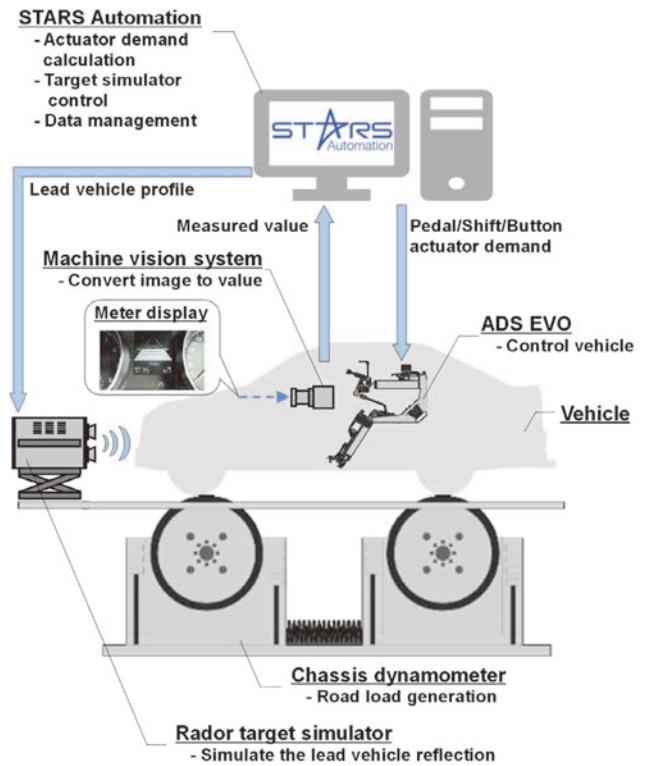 STARS Automation
- Actuator demand
calculation
- Target simulator
control
- Data management
STARS
Automation
Lead vehicle profile
Measured value
Pedal/Shift/Button
actuator demand
Machine vision system
- Convert image to value
Meter display
ADS EVO
- Control vehicle
Vehicle
Chassis dynamometer
- Road load generation
Rador target simulator
- Simulate the lead vehicle reflection